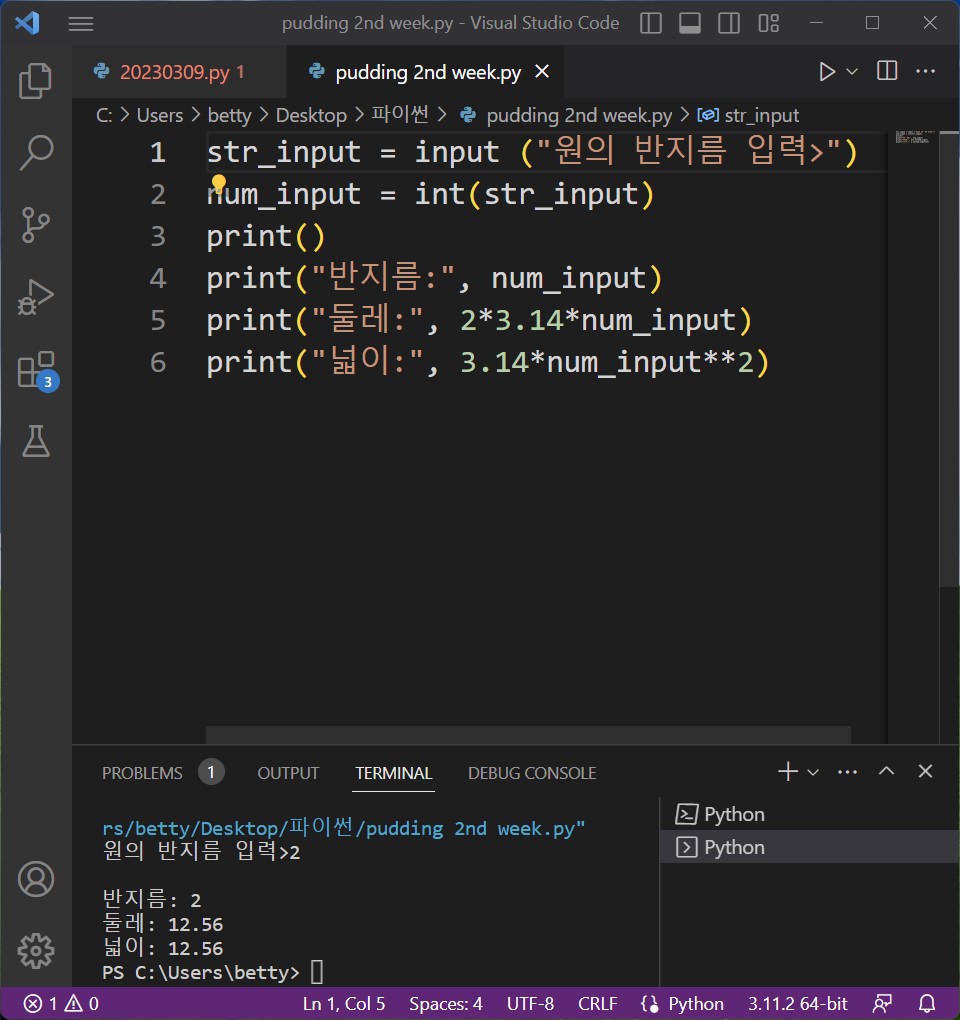 pudding 2nd week.py - Visual Studio Code
20230309.py 1
pudding 2nd week.py
C: > Users > betty > Desktop > 파이썬 > pudding 2nd week.py > str_input
1 str_input = input ("원의 반지름 입력>")
2 num_input = int(str_input)
3 print()
4 print("반지름:", num_input)
5 print("둘레:", 2*3.14*num_input)
6 print("넓이:", 3.14*num_input**2)
3
PROBLEMS 1 OUTPUT TERMINAL DEBUG CONSOLE
rs/betty/Desktop/파이썬/pudding 2nd week.py"
원의 반지름 입력>2
반지름: 2
둘레: 12.56
넓이: 12.56
PS C:\Users\betty>
Python
Python
1 0 Ln 1, Col 5 Spaces: 4 UTF-8 CRLF Python 3.11.2 64-bit